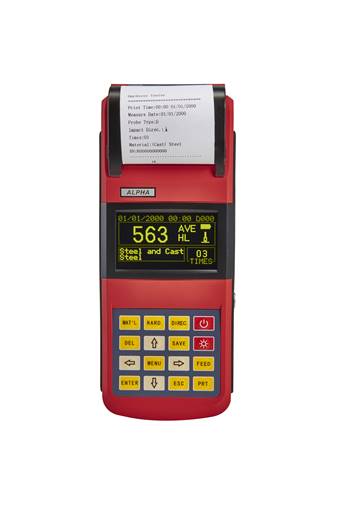 Hardness Tester
Print Time:00:00 01/01/2000
Measure Date:01/01/2000
Probe Type:D
Impact Direc.:
Times:03
Material:(Cast) Steel
ALPHA
01/01/2000 00:00 D000
563 AVE HL
Steel and Cast Steel
03 TIMES
MAT'L HARD DIREC
DEL SAVE
MENU FEED
ENTER ESC PRT